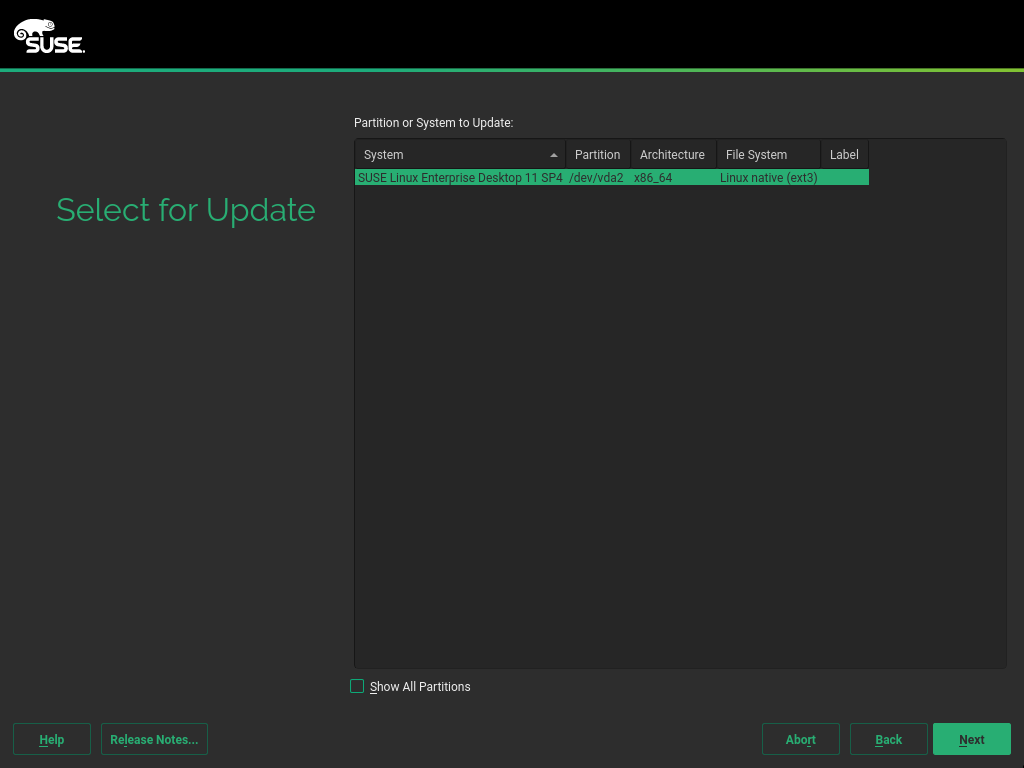 SUSE.
Partition or System to Update:
System Partition Architecture File System Label
SUSE Linux Enterprise Desktop 11 SP4 /dev/vda2 x86_64 Linux native (ext3)
Select for Update
Show All Partitions
Help Release Notes... Abort Back Next